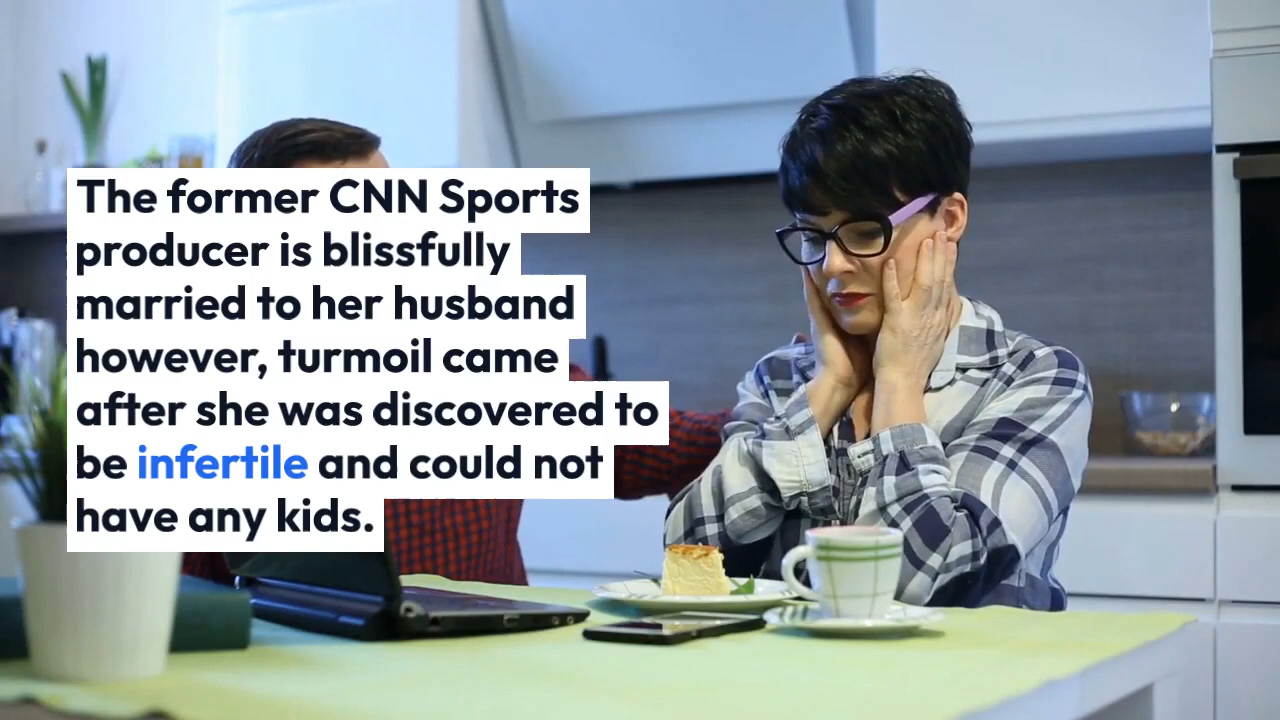 The former CNN Sports
producer is blissfully
married to her husband
however, turmoil came
after she was discovered to
be infertile and could not
have any kids.